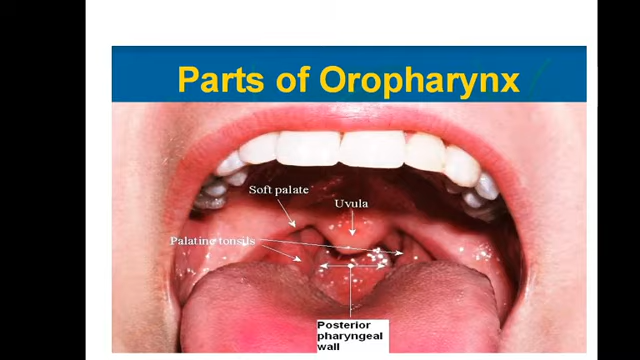 Parts of Oropharynx
Soft palate
Uvula
Palatine tonsils
Posterior
pharyngeal
wall